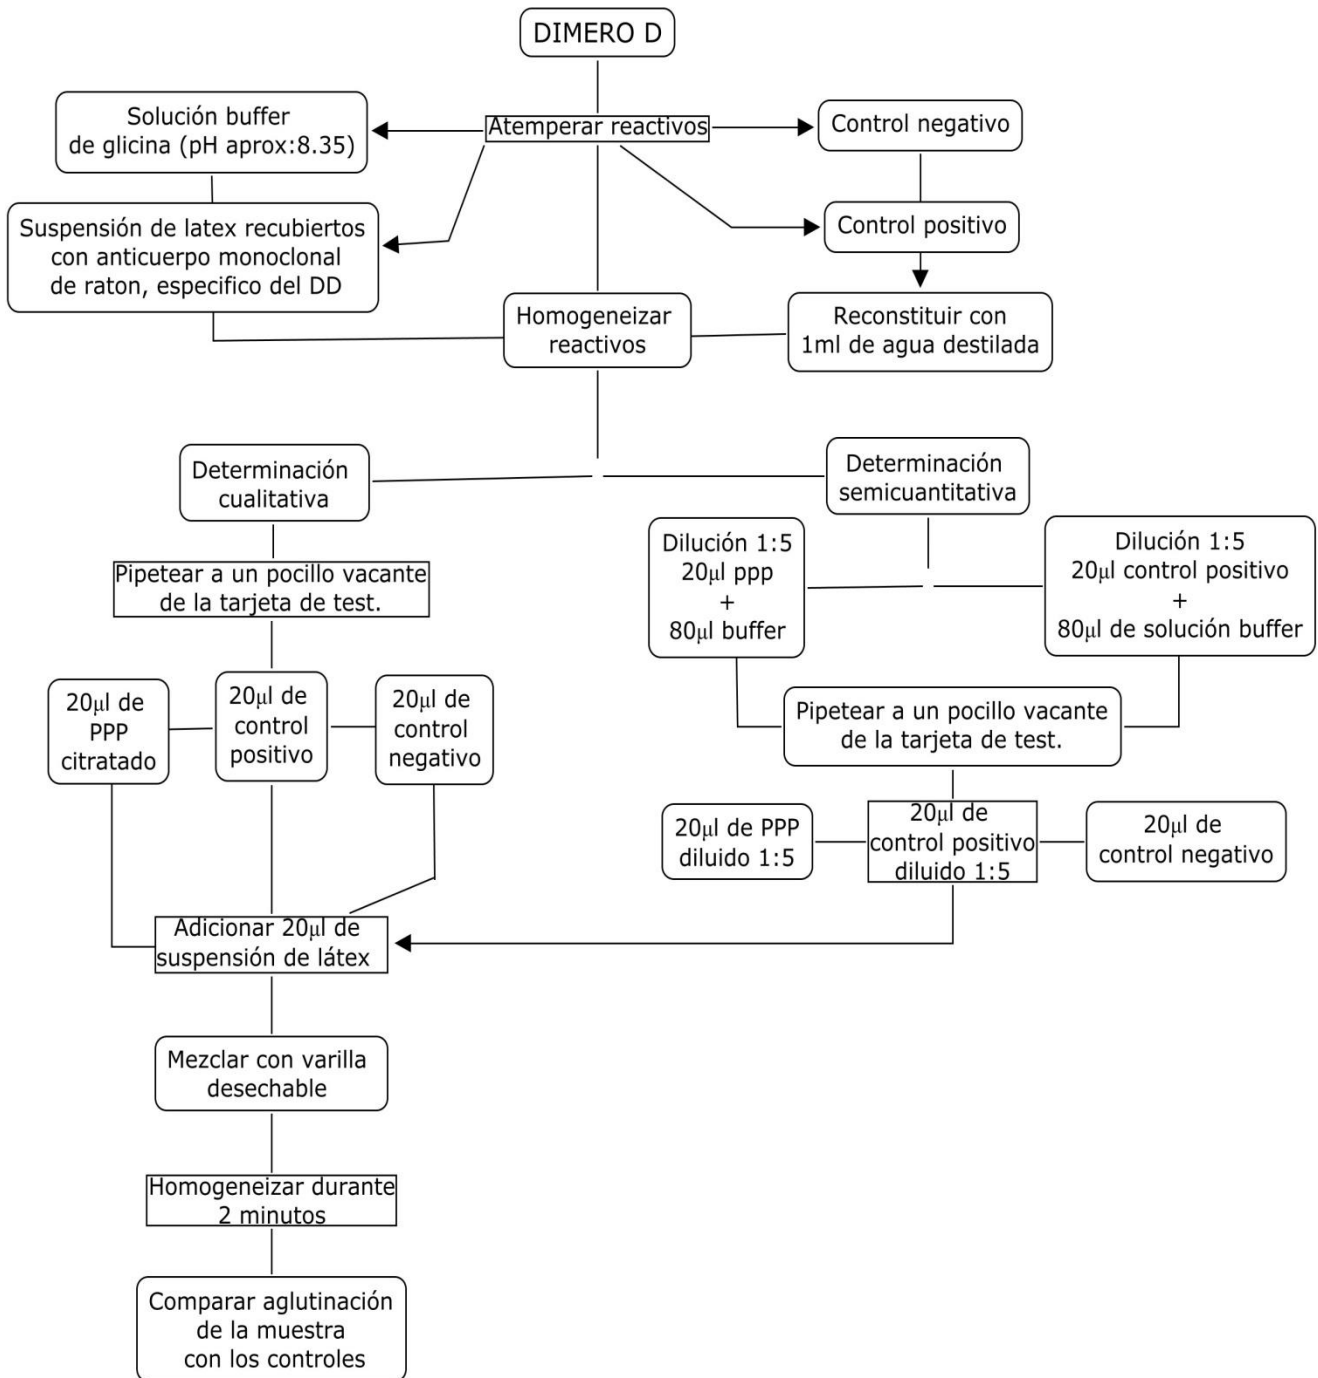 DIMERO D
Solución buffer
de glicina (pH aprox:8.35)
Atemperar reactivos
Control negativo
Suspensión de latex recubiertos
con anticuerpo monoclonal
de raton, especifico del DD
Control positivo
Homogeneizar
reactivos
Reconstituir con
1ml de agua destilada
Determinación
cualitativa
Determinación
semicuantitativa
Pipetear a un pocillo vacante
de la tarjeta de test.
Dilución 1:5
20μl ppp
+
80μl buffer
Dilución 1:5
20μl control positivo
+
80μl de solución buffer
20μl de
PPP
citratado
20μl de
control
positivo
20μl de
control
negativo
Pipetear a un pocillo vacante
de la tarjeta de test.
20μl de PPP
diluido 1:5
20μl de
control positivo
diluido 1:5
20μl de
control negativo
Adicionar 20μl de
suspensión de látex
Mezclar con varilla
desechable
Homogeneizar durante
2 minutos
Comparar aglutinación
de la muestra
con los controles